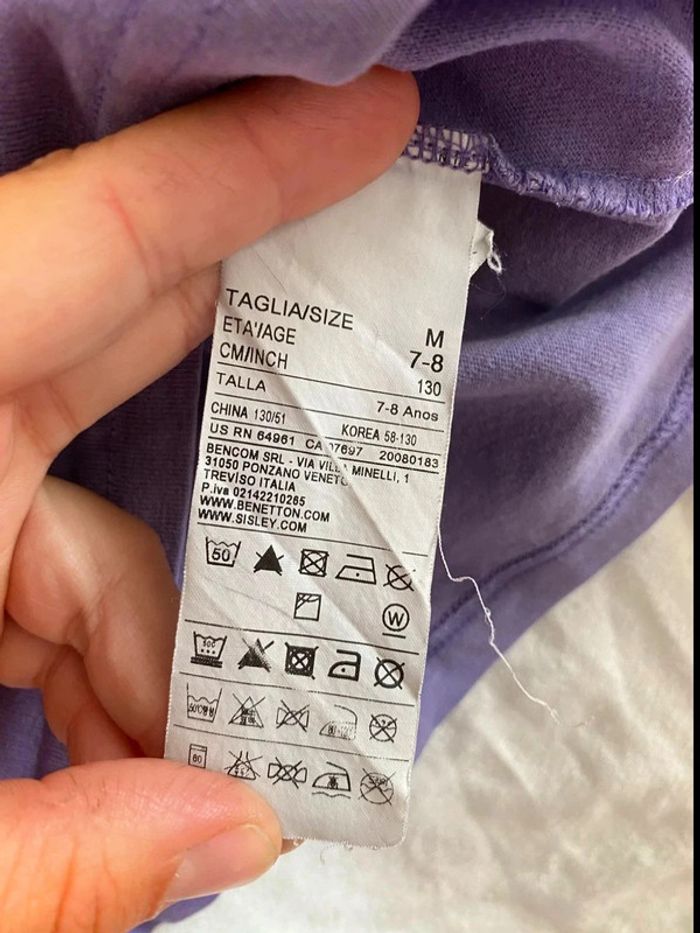 TAGLIA/SIZE M
ETA'/AGE 7-8
CM/INCH 130
TALLA 7-8 Anos
CHINA 130/51 KOREA 58-130
US RN 64961 CA 07697 20080183
BENCOM SRL - VIA VILLA MINELLI, 1
31050 PONZANO VENETO
TREVISO ITALIA
P.iva 02142210265
WWW.BENETTON.COM
WWW.SISLEY.COM
50
W
60